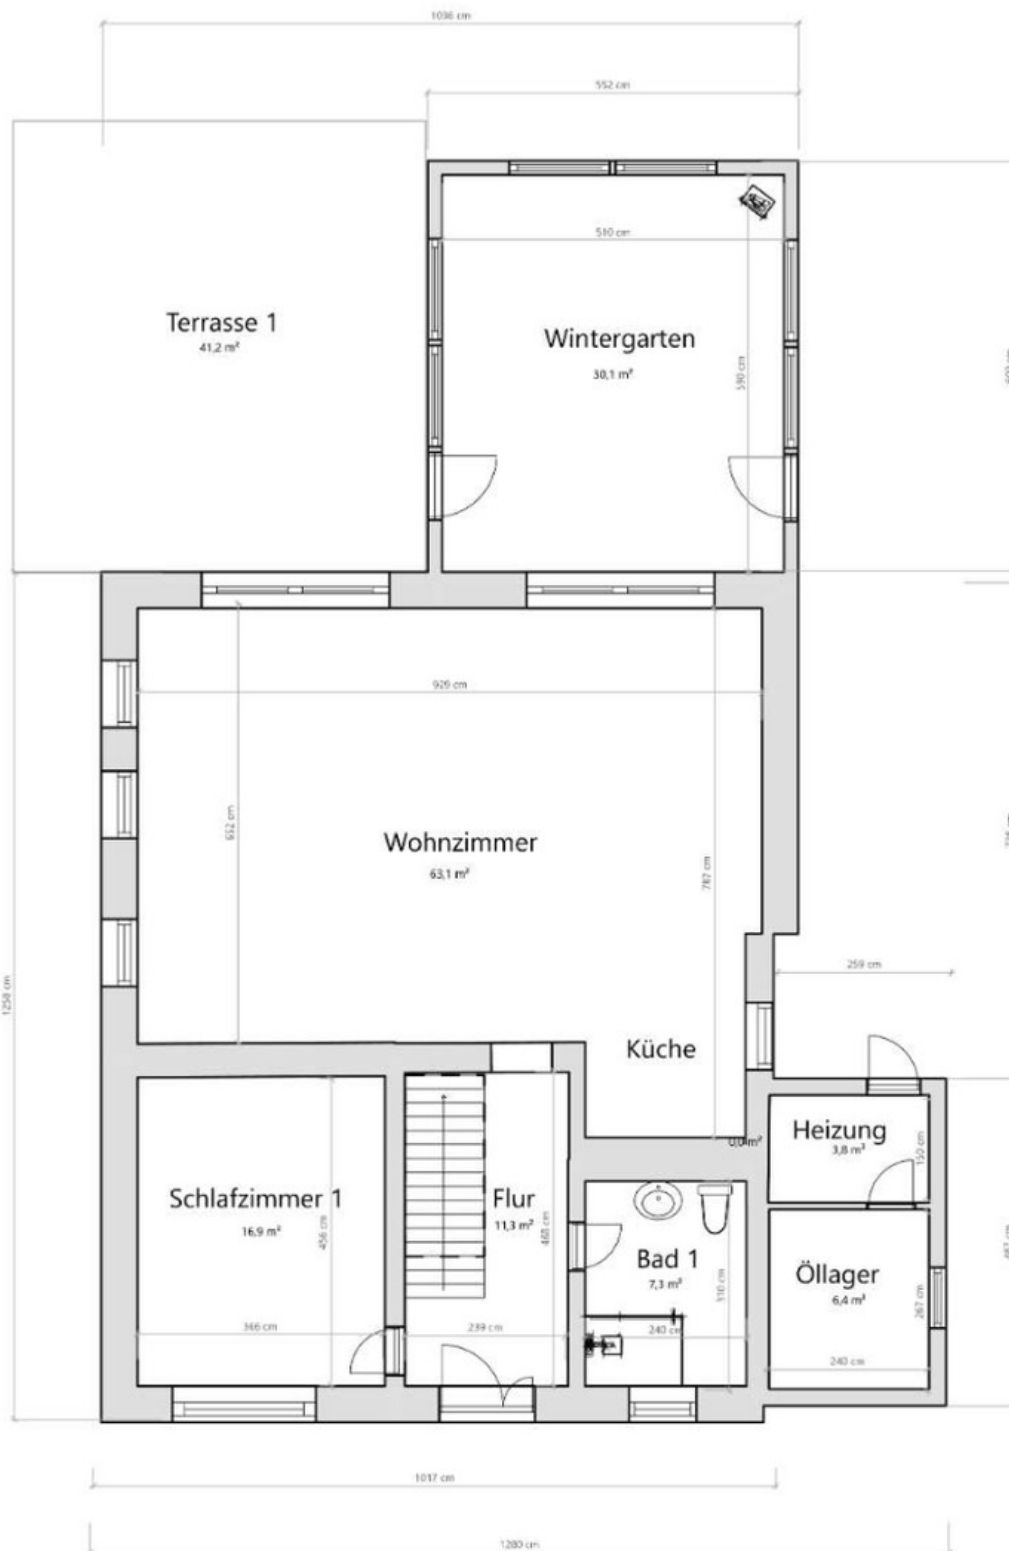 1036 cm
552 cm
510 cm
Terrasse 1
41,2 m²
Wintergarten
30,1 m²
590 cm
929 cm
652 cm
Wohnzimmer
63,1 m²
787 cm
259 cm
1250 cm
Küche
0,0 m²
Heizung
3,8 m²
150 cm
Schlafzimmer 1
16,9 m²
456 cm
Flur
11,3 m²
468 cm
Bad 1
7,3 m²
310 cm
Öllager
6,4 m²
267 cm
366 cm
239 cm
240 cm
240 cm
1017 cm
1280 cm